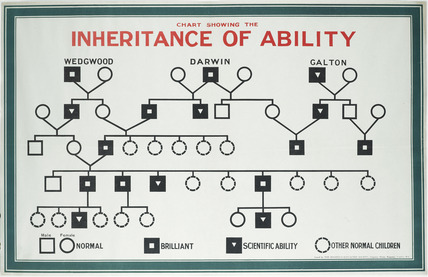 CHART SHOWING THE
INHERITANCE OF ABILITY
WEDGWOOD DARWIN GALTON
Male Female
NORMAL BRILLIANT SCIENTIFIC ABILITY OTHER NORMAL CHILDREN